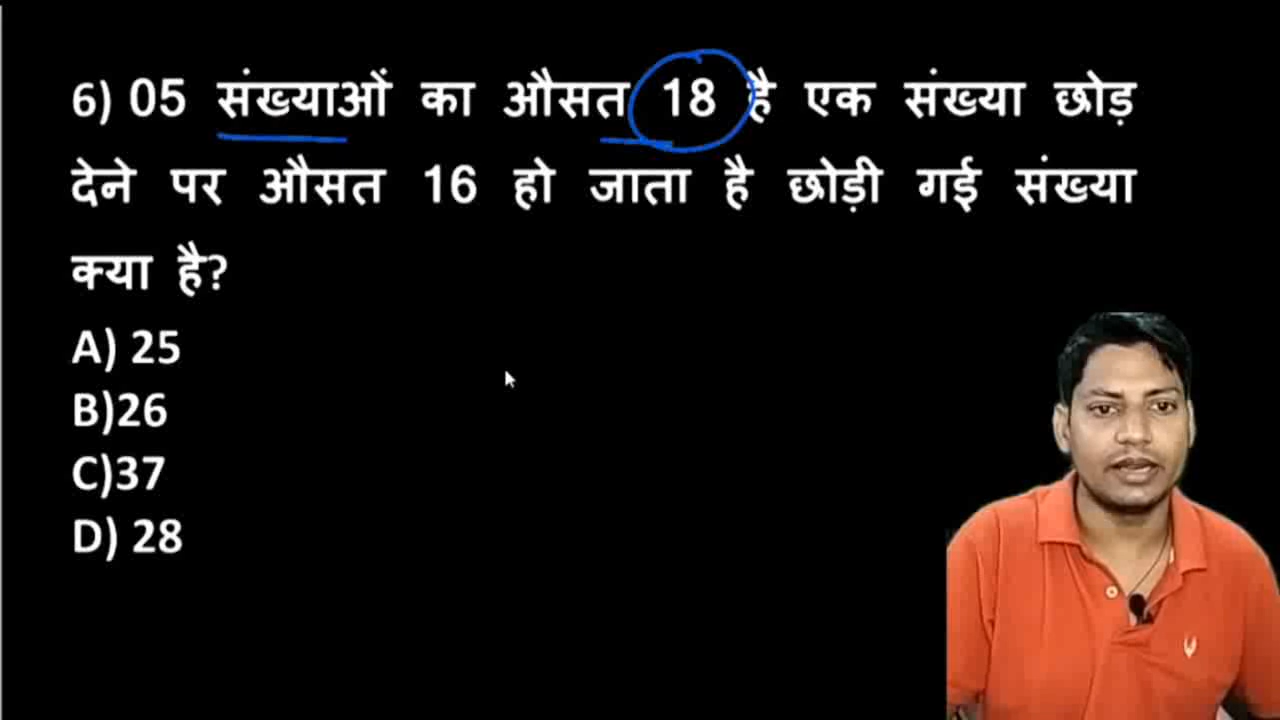 6) 05 संख्याओं का औसत 18 है एक संख्या छोड़
देने पर औसत 16 हो जाता है छोड़ी गई संख्या
क्या है?
A) 25
B)26
C)37
D) 28